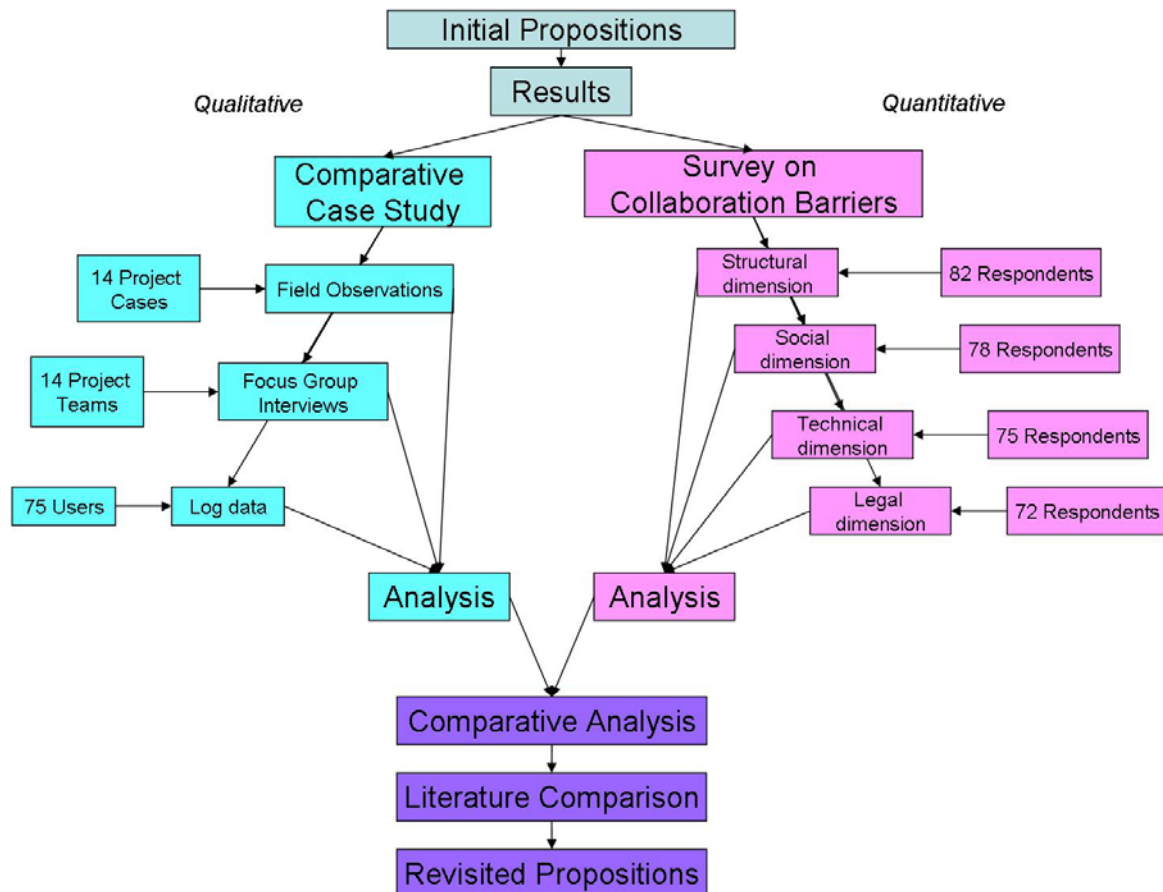 Initial Propositions
Results
Qualitative
Quantitative
Comparative
Case Study
Survey on
Collaboration Barriers
14 Project
Cases
Field Observations
Structural
dimension
82 Respondents
Social
dimension
78 Respondents
14 Project
Teams
Focus Group
Interviews
Technical
dimension
75 Respondents
75 Users
Log data
Legal
dimension
72 Respondents
Analysis
Analysis
Comparative Analysis
Literature Comparison
Revisited Propositions